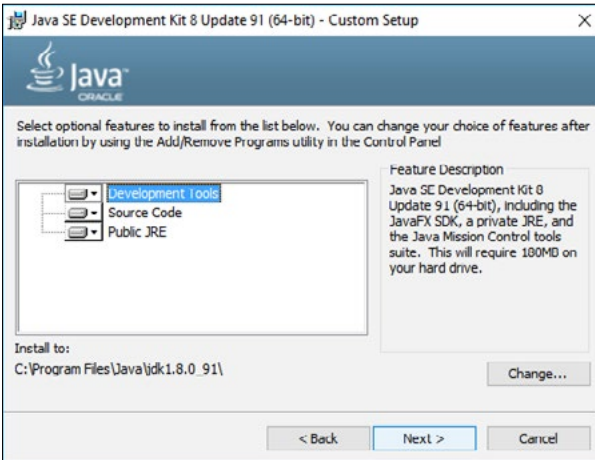 Java SE Development Kit 8 Update 91 (64-bit) - Custom Setup
Java™
ORACLE
Select optional features to install from the list below. You can change your choice of features after
installation by using the Add/Remove Programs utility in the Control Panel
Development Tools
Source Code
Public JRE
Feature Description
Java SE Development Kit 8
Update 91 (64-bit), including the
JavaFX SDK, a private JRE, and
the Java Mission Control tools
suite. This will require 180MB on
your hard drive.
Install to:
C:\Program Files\Java\jdk1.8.0_91\
Change...
< Back
Next >
Cancel